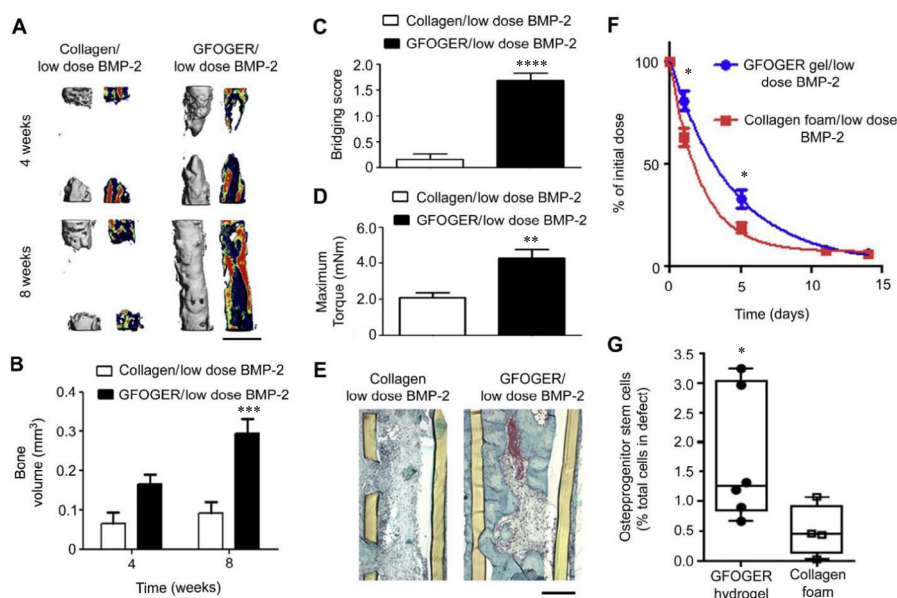 A
Collagen/
low dose BMP-2
GFOGER/
low dose BMP-2
4 weeks
8 weeks
B
Collagen/low dose BMP-2
GFOGER/low dose BMP-2
***
Bone
volume (mm³)
0.4
0.3
0.2
0.1
0
4
8
Time (weeks)
C
Collagen/low dose BMP-2
GFOGER/low dose BMP-2
****
Bridging score
2.0
1.5
1.0
0.5
0
D
Collagen/low dose BMP-2
GFOGER/low dose BMP-2
**
Maximum
Torque (mNm)
6.0
4.0
2.0
0
E
Collagen
low dose BMP-2
GFOGER/
low dose BMP-2
F
GFOGER gel/low
dose BMP-2
Collagen foam/low dose
BMP-2
*
*
% of initial dose
100
50
0
0
5
10
15
Time (days)
G
*
Ostepprogenitor stem cells
(% total cells in defect)
3.5
3.0
2.5
2.0
1.5
1.0
0.5
0.0
GFOGER
hydrogel
Collagen
foam